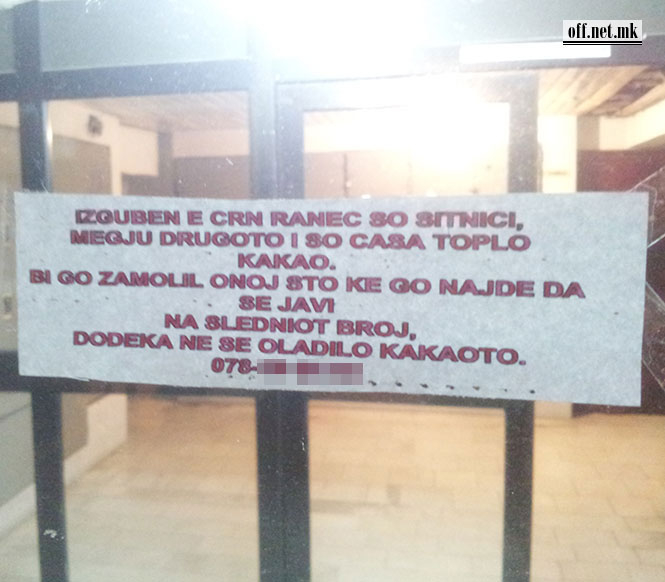 off.net.mk
IZGUBEN E CRN RANEC SO SITNICI,
MEGJU DRUGOTO I SO CASA TOPLO
KAKAO.
BI GO ZAMOLIL ONOJ STO KE GO NAJDE DA
SE JAVI
NA SLEDNIOT BROJ,
DODEKA NE SE OLADILO KAKAOTO.
078-